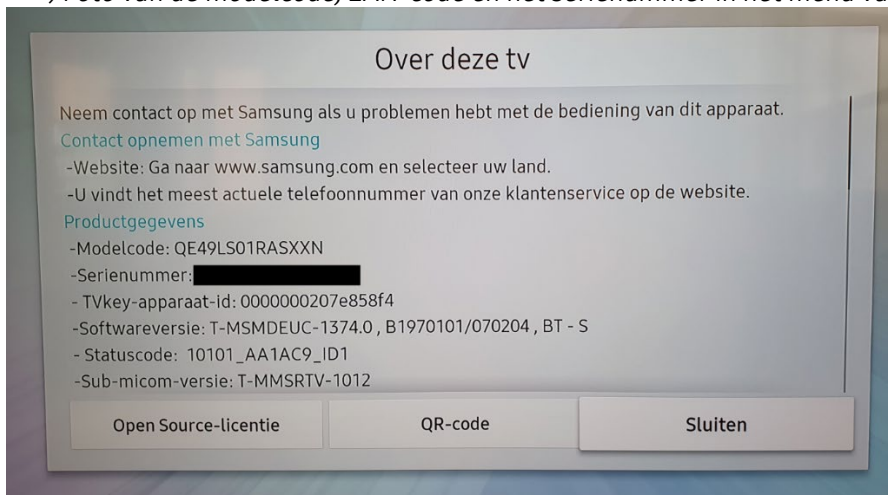 Over deze tv
Neem contact op met Samsung als u problemen hebt met de bediening van dit apparaat.
Contact opnemen met Samsung
-Website: Ga naar www.samsung.com en selecteer uw land.
-U vindt het meest actuele telefoonnummer van onze klantenservice op de website.
Productgegevens
-Modelcode: QE49LS01RASXXN
-Serienummer:
- TVkey-apparaat-id: 0000000207e858f4
-Softwareversie: T-MSMDEUC-1374.0 , B1970101/070204 , BT - S
- Statuscode: 10101_AA1AC9_ID1
-Sub-micom-versie: T-MMSRTV-1012
Open Source-licentie
QR-code
Sluiten